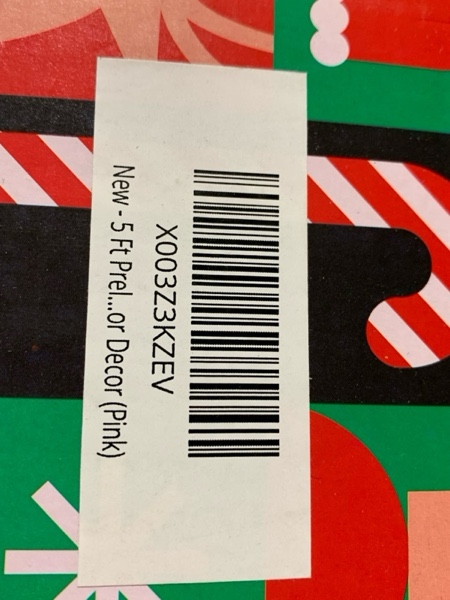 X003Z3KZEV
New - 5 Ft Prel...or Decor (Pink)